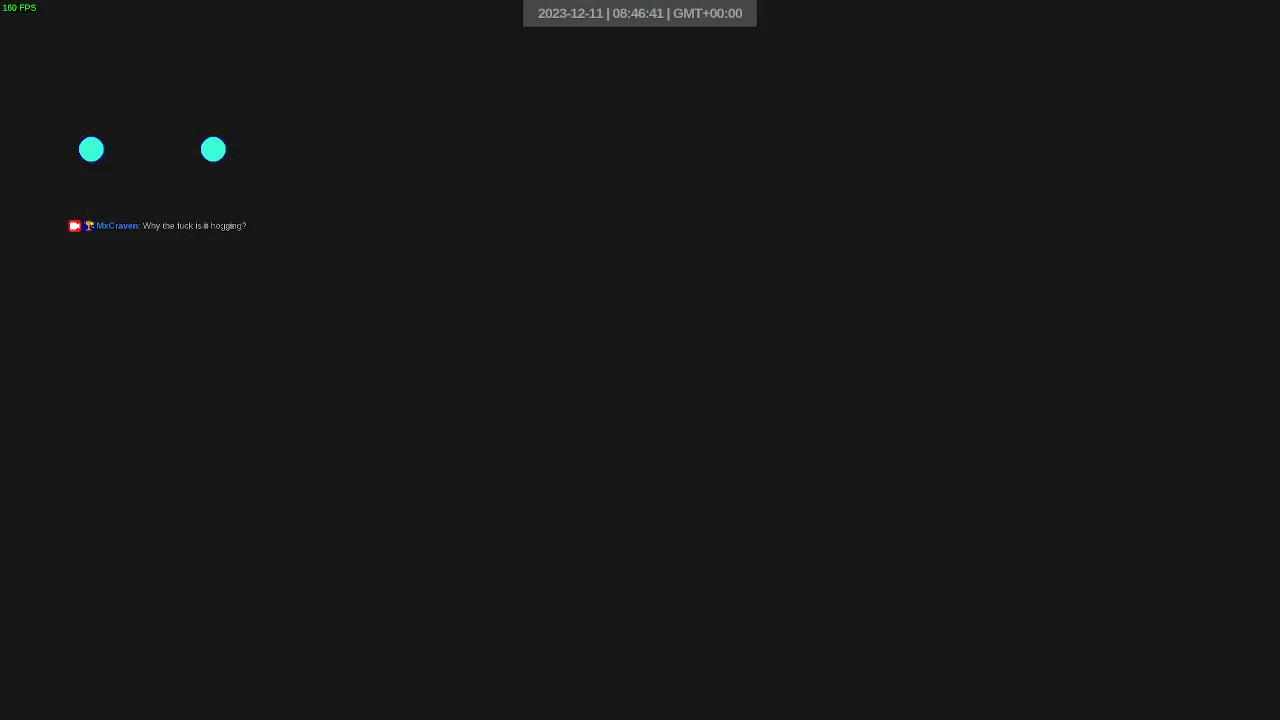 160 FPS
2023-12-11 | 08:46:41 | GMT+00:00
MxCraven: Why the fuck is it hogging?